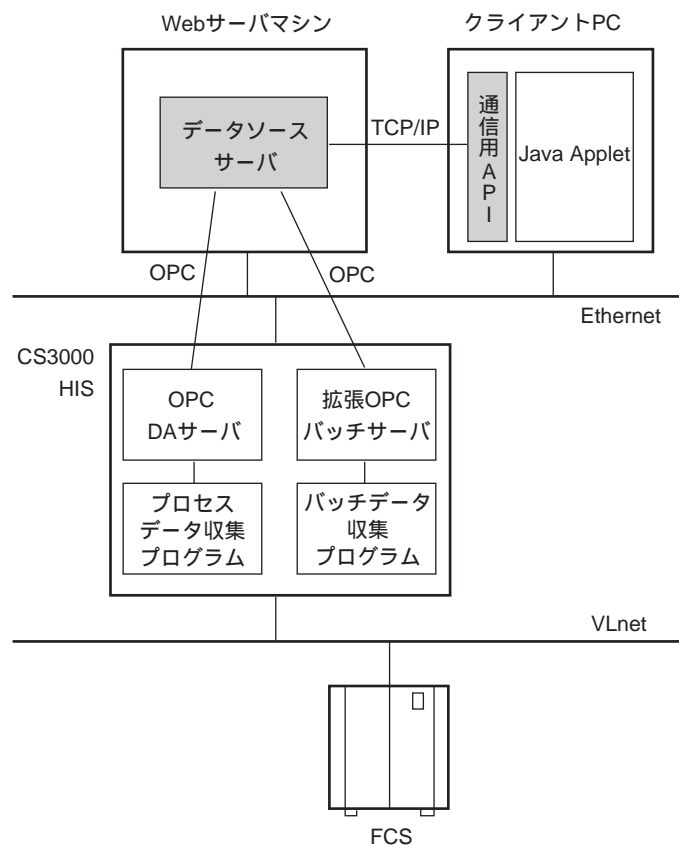 Webサーバマシン
クライアントPC
データソース
サーバ
TCP/IP
通信用API
Java Applet
OPC
OPC
Ethernet
CS3000
HIS
OPC
DAサーバ
拡張OPC
バッチサーバ
プロセス
データ収集
プログラム
バッチデータ
収集
プログラム
VLnet
FCS